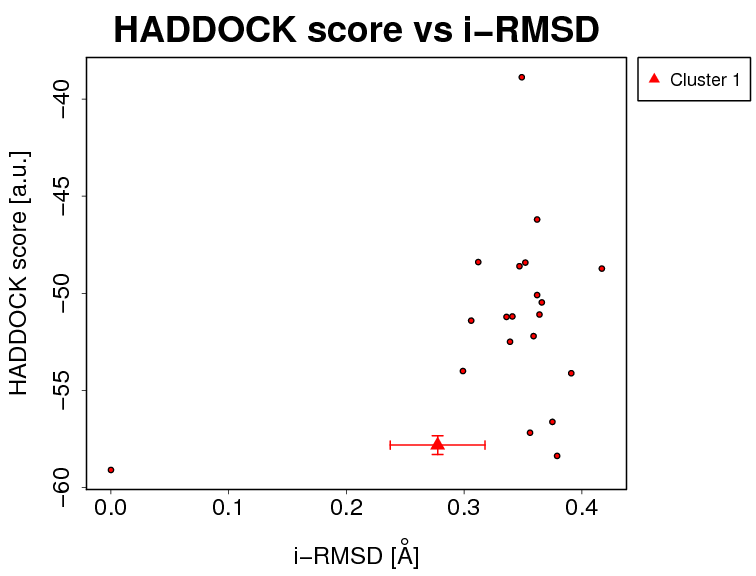 HADDOCK score vs i−RMSD
Cluster 1
HADDOCK score [a.u.]
−40
−45
−50
−55
−60
0.0 0.1 0.2 0.3 0.4
i−RMSD [Å]